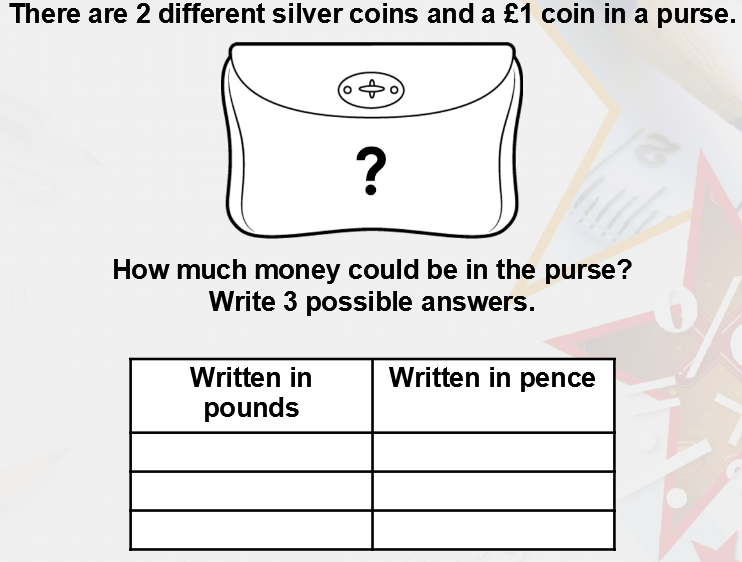 There are 2 different silver coins and a £1 coin in a purse.
?
How much money could be in the purse?
Write 3 possible answers.
Written in pounds
Written in pence